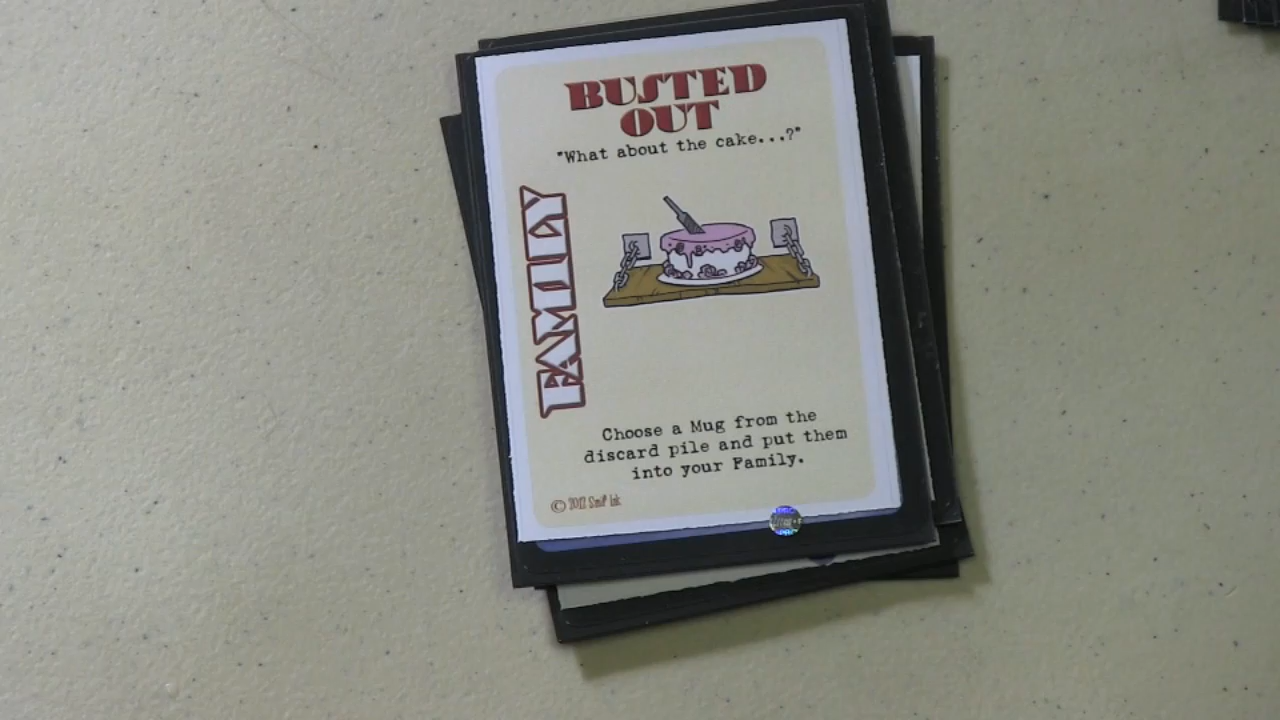 BUSTED
OUT
"What about the cake...?"
FAMILY
Choose a Mug from the
discard pile and put them
into your Family.
© 2012